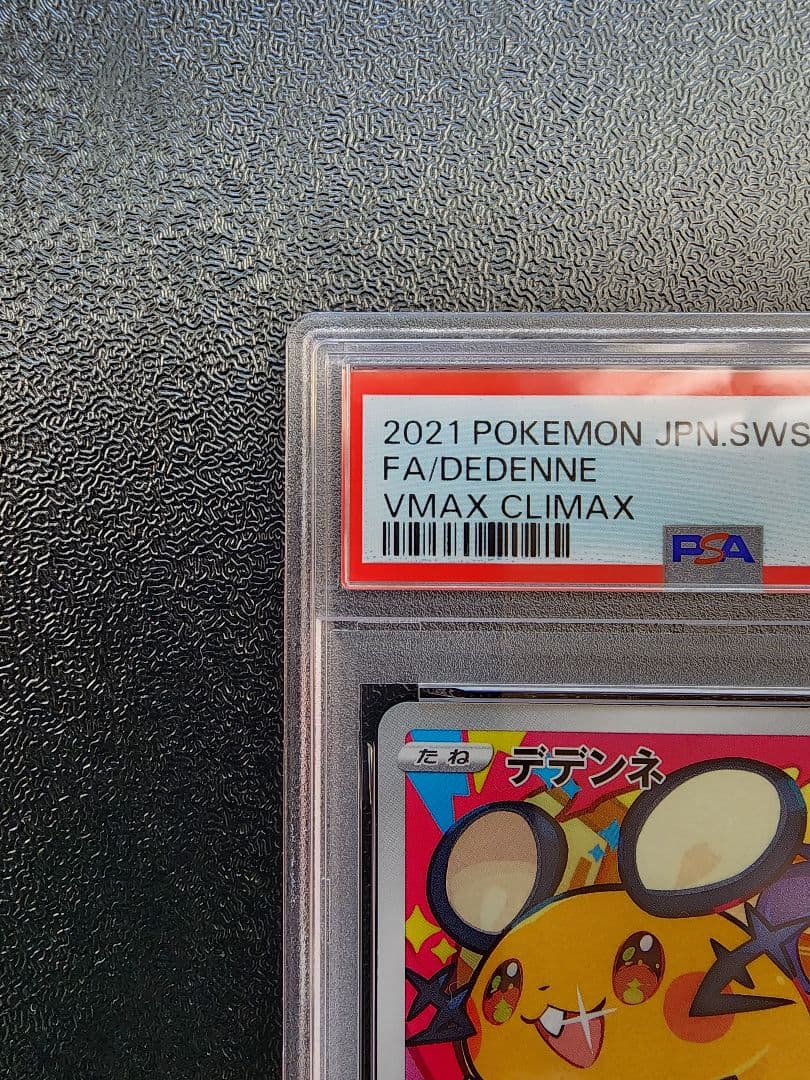 2021 POKEMON JPN.SWS
FA/DEDENNE
VMAX CLIMAX
PSA
たね デデンネ